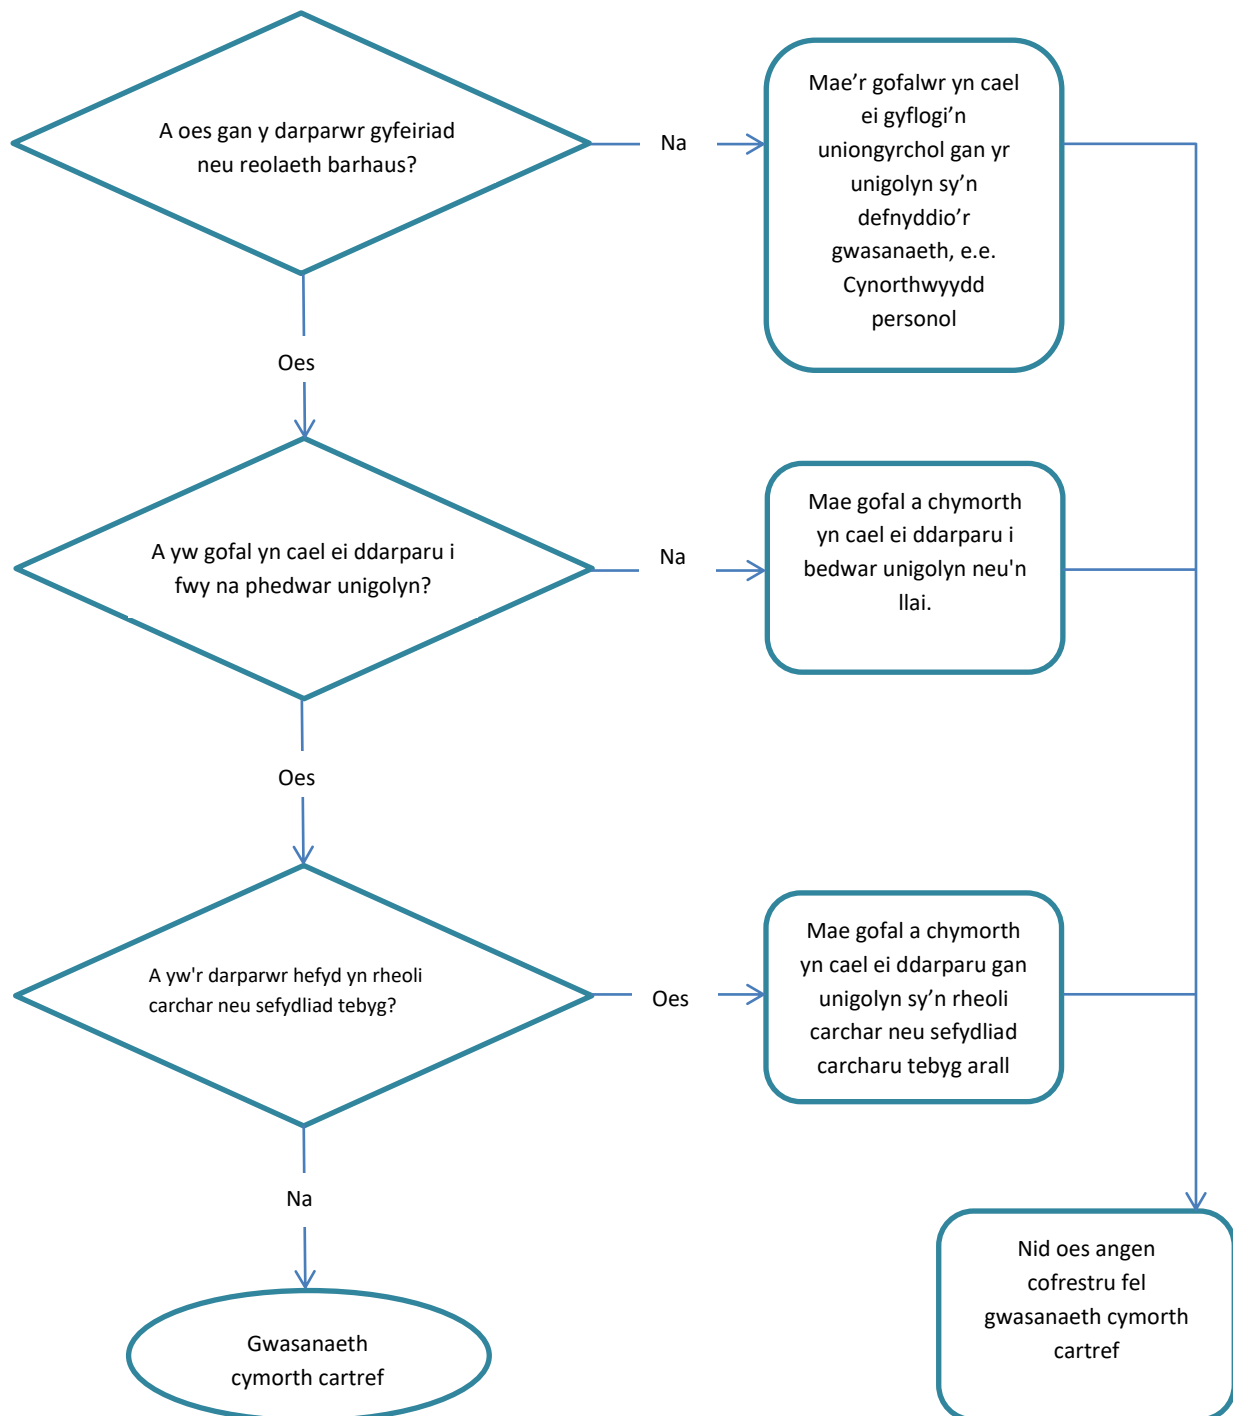 A oes gan y darparwr gyfeiriad
neu reolaeth barhaus?
Na
Mae’r gofalwr yn cael
ei gyflogi’n
uniongyrchol gan yr
unigolyn sy’n
defnyddio’r
gwasanaeth, e.e.
Cynorthwyydd
personol
Oes
A yw gofal yn cael ei ddarparu i
fwy na phedwar unigolyn?
Na
Mae gofal a chymorth
yn cael ei ddarparu i
bedwar unigolyn neu'n
llai.
Oes
A yw'r darparwr hefyd yn rheoli
carchar neu sefydliad tebyg?
Oes
Mae gofal a chymorth
yn cael ei ddarparu gan
unigolyn sy’n rheoli
carchar neu sefydliad
carcharu tebyg arall
Na
Gwasanaeth
cymorth cartref
Nid oes angen
cofrestru fel
gwasanaeth cymorth
cartref